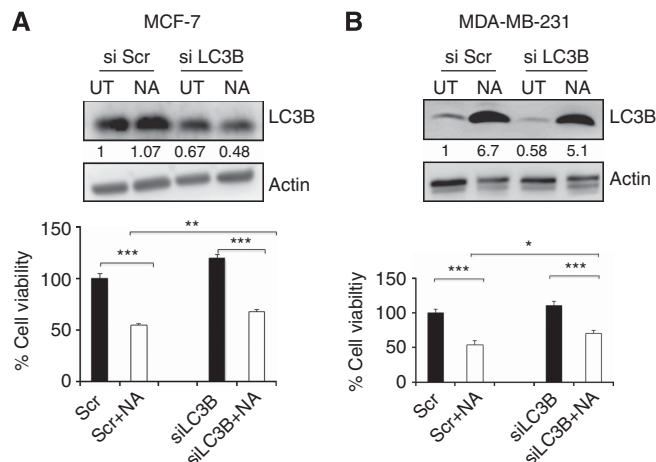 A MCF-7
si Scr si LC3B
UT NA UT NA
LC3B
1 1.07 0.67 0.48
Actin
150
100
50
0
% Cell viability
***
**
***
Scr
Scr+NA
siLC3B
siLC3B+NA
B MDA-MB-231
si Scr si LC3B
UT NA UT NA
LC3B
1 6.7 0.58 5.1
Actin
150
100
50
0
% Cell viabiltiy
***
*
***
Scr
Scr+NA
siLC3B
siLC3B+NA